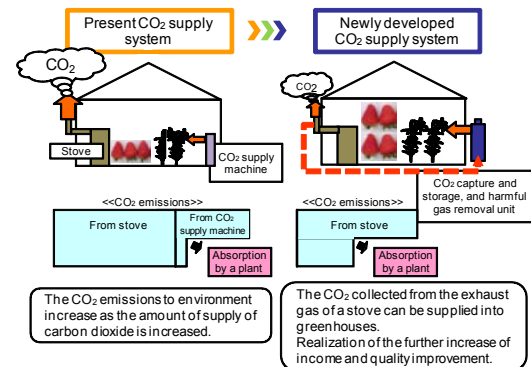 Present CO₂ supply
system
Newly developed
CO₂ supply system
CO₂
Stove
CO₂ supply
machine
<<CO₂ emissions>>
From stove
From CO₂
supply machine
Absorption
by a plant
The CO₂ emissions to environment
increase as the amount of supply of
carbon dioxide is increased.
CO₂
CO₂ capture and
storage, and harmful
gas removal unit
<<CO₂ emissions>>
From stove
Absorption
by a plant
The CO₂ collected from the exhaust
gas of a stove can be supplied into
greenhouses.
Realization of the further increase of
income and quality improvement.